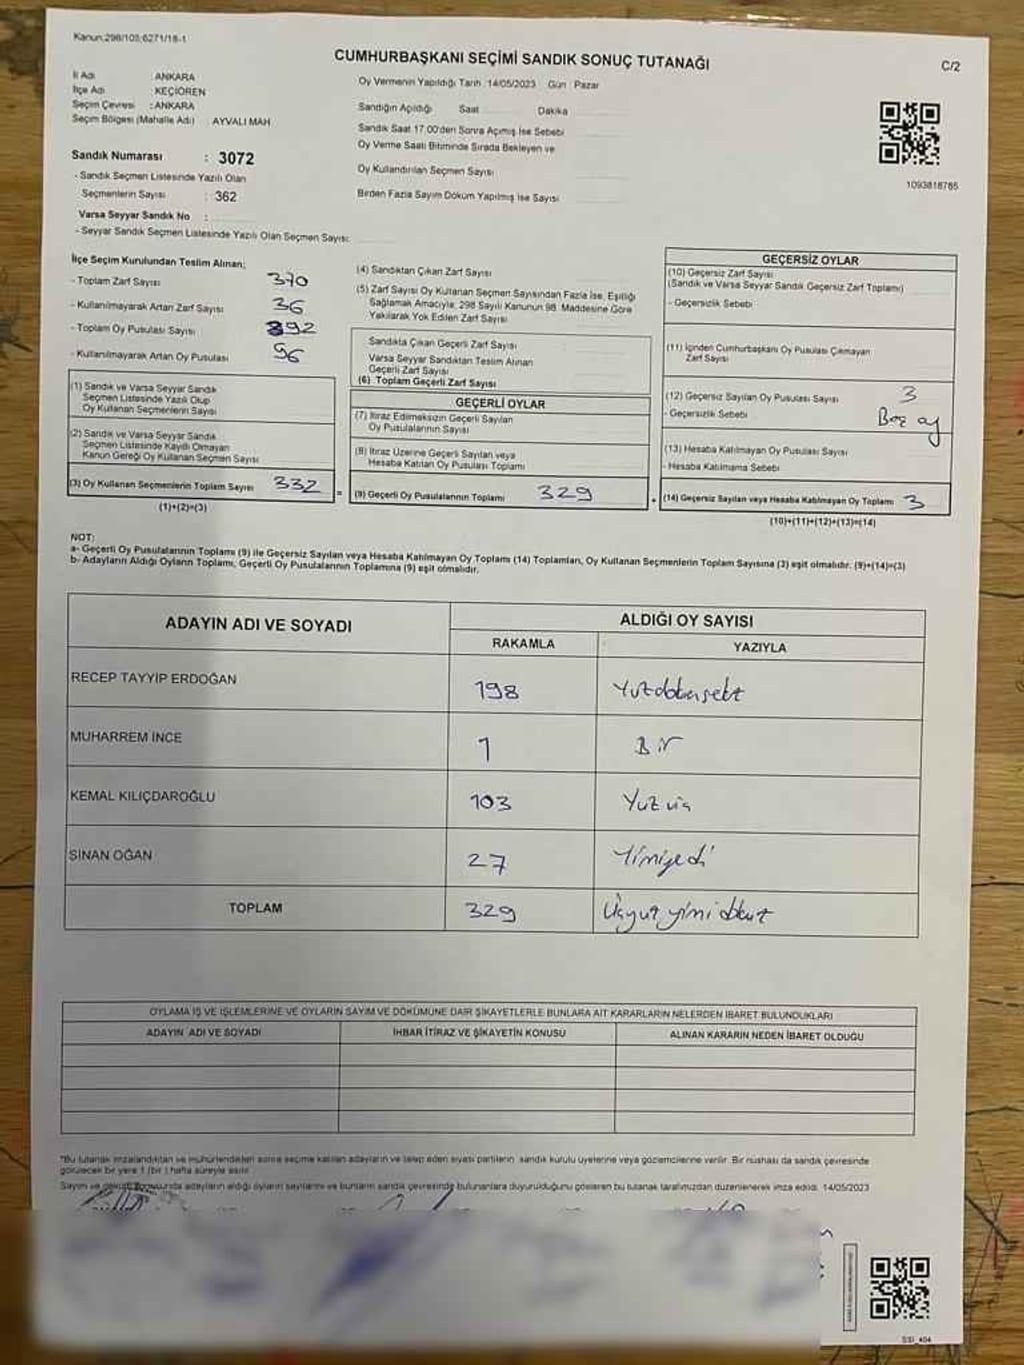 Kanun:298/105;6271/18-1
CUMHURBAŞKANI SEÇİMİ SANDIK SONUÇ TUTANAĞI
C/2
İl Adı ANKARA
İlçe Adı KEÇİÖREN
Seçim Çevresi : ANKARA
Seçim Bölgesi (Mahalle Adı) : AYVALI MAH
Sandık Numarası : 3072
- Sandık Seçmen Listesinde Yazılı Olan
Seçmenlerin Sayısı : 362
Varsa Seyyar Sandık No :
- Seyyar Sandık Seçmen Listesinde Yazılı Olan Seçmen Sayısı:
Oy Vermenin Yapıldığı Tarih :14/05/2023 Gün : Pazar
Sandığın Açıldığı Saat Dakika
Sandık Saat 17:00'den Sonra Açılmış İse Sebebi
Oy Verme Saati Bitiminde Sırada Bekleyen ve
Oy Kullandırılan Seçmen Sayısı
Birden Fazla Sayım Döküm Yapılmış İse Sayısı
1093818785
İlçe Seçim Kurulundan Teslim Alınan;
- Toplam Zarf Sayısı 370
- Kullanılmayarak Artan Zarf Sayısı 36
- Toplam Oy Pusulası Sayısı 392
- Kullanılmayarak Artan Oy Pusulası 56
(1) Sandık ve Varsa Seyyar Sandık
Seçmen Listesinde Yazılı Olup
Oy Kullanan Seçmenlerin Sayısı
(2) Sandık ve Varsa Seyyar Sandık
Seçmen Listesinde Kayıtlı Olmayan
Kanun Gereği Oy Kullanan Seçmen Sayısı
(3) Oy Kullanan Seçmenlerin Toplam Sayısı 332 =
(1)+(2)=(3)
(4) Sandıktan Çıkan Zarf Sayısı
(5) Zarf Sayısı Oy Kullanan Seçmen Sayısından Fazla İse, Eşitliği
Sağlamak Amacıyla, 298 Sayılı Kanunun 98. Maddesine Göre
Yakılarak Yok Edilen Zarf Sayısı
Sandıkta Çıkan Geçerli Zarf Sayısı
Varsa Seyyar Sandıktan Teslim Alınan
Geçerli Zarf Sayısı
(6) Toplam Geçerli Zarf Sayısı
GEÇERLİ OYLAR
(7) İtiraz Edilmeksizin Geçerli Sayılan
Oy Pusulalarının Sayısı
(8) İtiraz Üzerine Geçerli Sayılan veya
Hesaba Katılan Oy Pusulası Toplamı
(9) Geçerli Oy Pusulalarının Toplamı 329 +
GEÇERSİZ OYLAR
(10) Geçersiz Zarf Sayısı
(Sandık ve Varsa Seyyar Sandık Geçersiz Zarf Toplamı)
- Geçersizlik Sebebi
(11) İçinden Cumhurbaşkanı Oy Pusulası Çıkmayan
Zarf Sayısı
(12) Geçersiz Sayılan Oy Pusulası Sayısı 3
- Geçersizlik Sebebi Boş oy
(13) Hesaba Katılmayan Oy Pusulası Sayısı
- Hesaba Katılmama Sebebi
(14) Geçersiz Sayılan veya Hesaba Katılmayan Oy Toplamı 3
(10)+(11)+(12)+(13)=(14)
NOT:
a- Geçerli Oy Pusulalarının Toplamı (9) ile Geçersiz Sayılan veya Hesaba Katılmayan Oy Toplamı (14) Toplamları, Oy Kullanan Seçmenlerin Toplam Sayısına (3) eşit olmalıdır. (9)+(14)=(3)
b- Adayların Aldığı Oyların Toplamı, Geçerli Oy Pusulalarının Toplamına (9) eşit olmalıdır.
ADAYIN ADI VE SOYADI ALDIĞI OY SAYISI
RAKAMLA YAZIYLA
RECEP TAYYİP ERDOĞAN 198
MUHARREM İNCE 1 Bir
KEMAL KILIÇDAROĞLU 103 Yüz üç
SİNAN OĞAN 27 Yirmiyedi
TOPLAM 329
OYLAMA İŞ VE İŞLEMLERİNE VE OYLARIN SAYIM VE DÖKÜMÜNE DAİR ŞİKAYETLERLE BUNLARA AİT KARARLARIN NELERDEN İBARET BULUNDUKLARI
ADAYIN ADI VE SOYADI İHBAR İTİRAZ VE ŞİKAYETİN KONUSU ALINAN KARARIN NEDEN İBARET OLDUĞU
*Bu tutanak imzalandıktan ve mühürlendikten sonra seçime katılan adayların ve talep eden siyasi partilerin sandık kurulu üyelerine veya gözlemcilerine verilir. Bir nüshası da sandık çevresinde
görülecek bir yere 1 (bir ) hafta süreyle asılır.
Sayım ve döküm sonucunda adayların aldığı oyların sayılarını ve bunların sandık çevresinde bulunanlara duyurulduğunu gösteren bu tutanak tarafımızdan düzenlenerek imza edildi. 14/05/2023
SSI_404